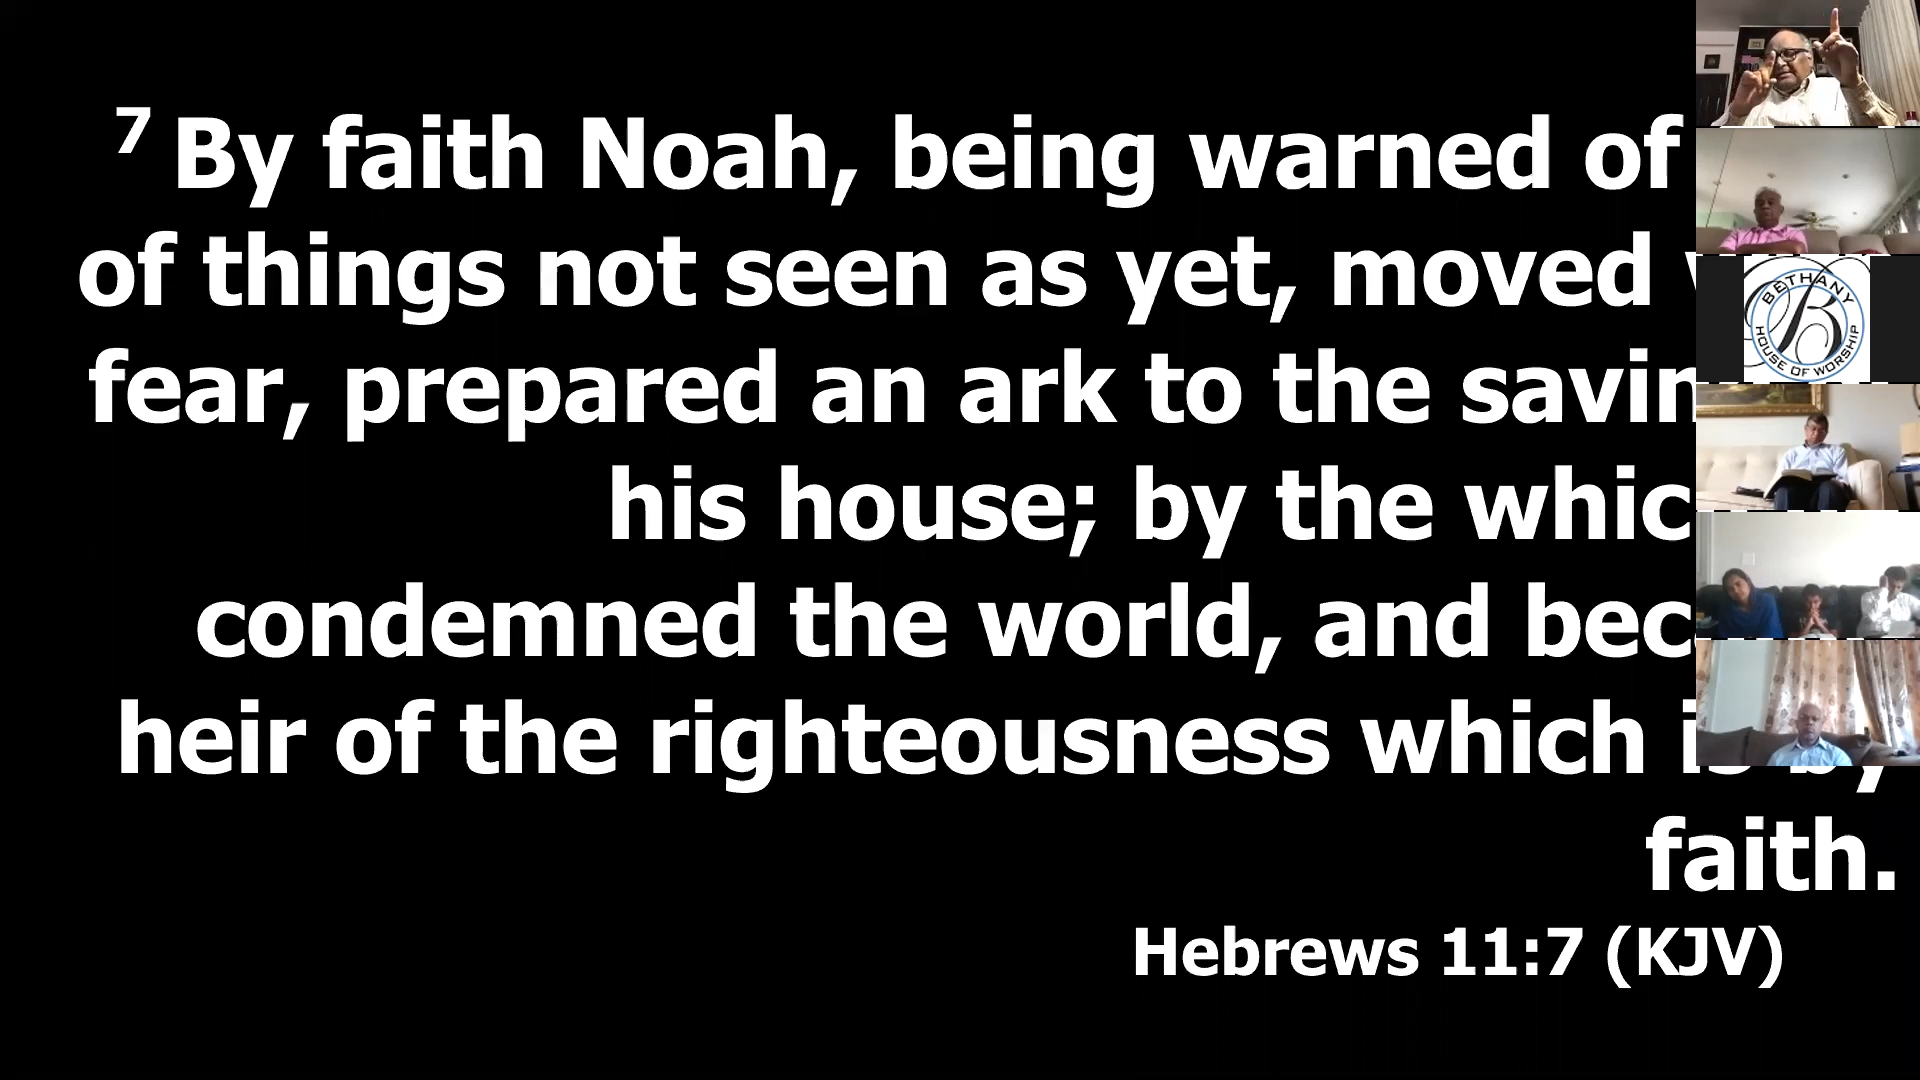 7 By faith Noah, being warned of
of things not seen as yet, moved
fear, prepared an ark to the savin
his house; by the whic
condemned the world, and bec
heir of the righteousness which is by
faith.
Hebrews 11:7 (KJV)
BETHANY
B
HOUSE OF WORSHIP